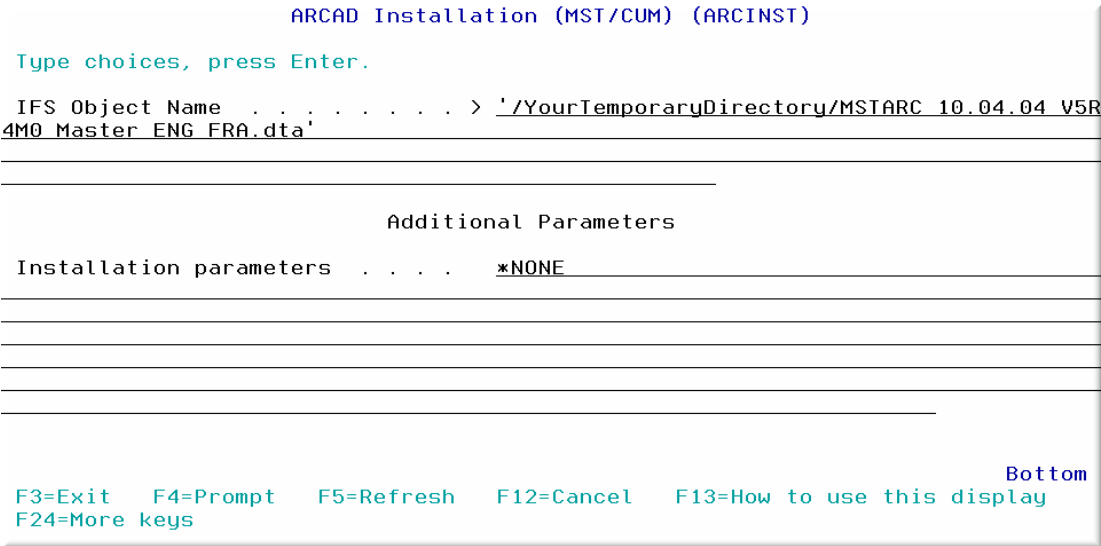 ARCAD Installation (MST/CUM) (ARCINST)
Type choices, press Enter.
IFS Object Name  . . . . . . . . > '/YourTemporaryDirectory/MSTARC 10.04.04 V5R
4M0 Master ENG FRA.dta'
Additional Parameters
Installation parameters  . . . .   *NONE
Bottom
F3=Exit   F4=Prompt   F5=Refresh   F12=Cancel   F13=How to use this display
F24=More keys